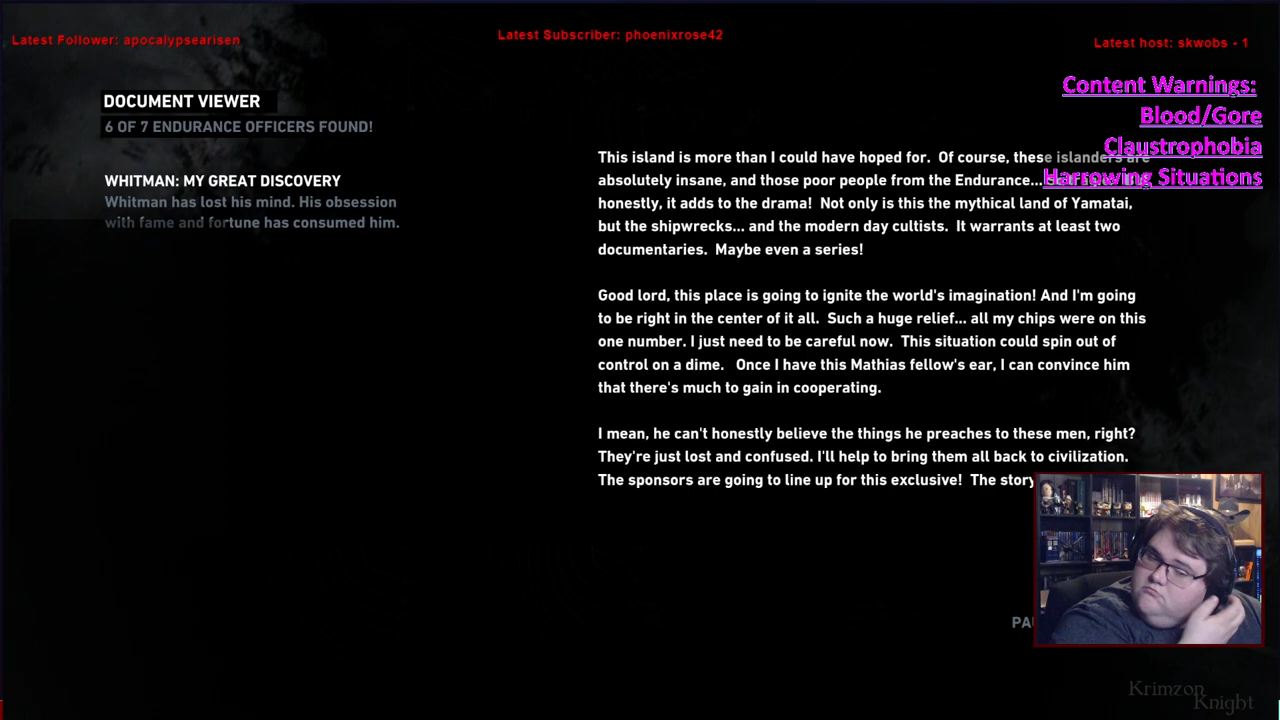 Latest Follower: apocalypsearisen
Latest Subscriber: phoenixrose42
Latest host: skwobs - 1
Content Warnings:
Blood/Gore
Claustrophobia
Harrowing Situations
DOCUMENT VIEWER
6 OF 7 ENDURANCE OFFICERS FOUND!
WHITMAN: MY GREAT DISCOVERY
Whitman has lost his mind. His obsession
with fame and fortune has consumed him.
This island is more than I could have hoped for. Of course, these islanders are
absolutely insane, and those poor people from the Endurance...
honestly, it adds to the drama! Not only is this the mythical land of Yamatai,
but the shipwrecks... and the modern day cultists. It warrants at least two
documentaries. Maybe even a series!
Good lord, this place is going to ignite the world's imagination! And I'm going
to be right in the center of it all. Such a huge relief... all my chips were on this
one number. I just need to be careful now. This situation could spin out of
control on a dime. Once I have this Mathias fellow's ear, I can convince him
that there's much to gain in cooperating.
I mean, he can't honestly believe the things he preaches to these men, right?
They're just lost and confused. I'll help to bring them all back to civilization.
The sponsors are going to line up for this exclusive! The story
Krimzon
Knight